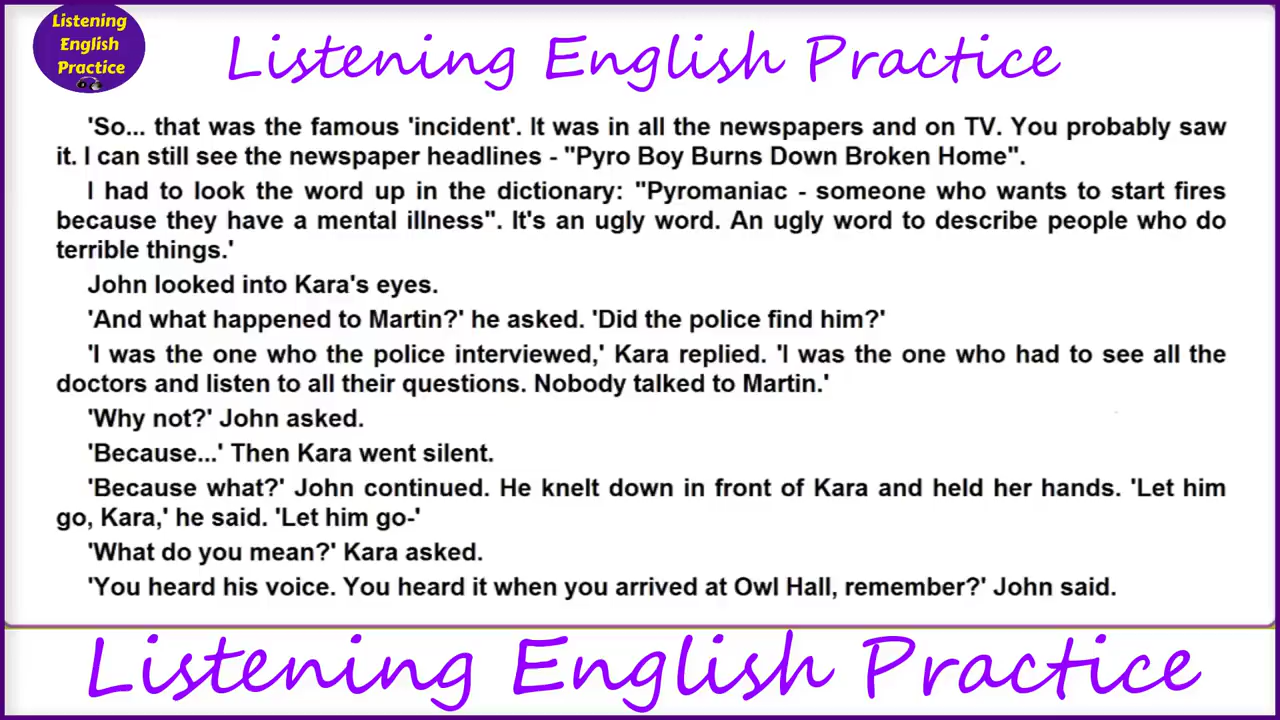 Listening
English
Practice
Listening English Practice
'So... that was the famous 'incident'. It was in all the newspapers and on TV. You probably saw
it. I can still see the newspaper headlines - "Pyro Boy Burns Down Broken Home".
I had to look the word up in the dictionary: "Pyromaniac - someone who wants to start fires
because they have a mental illness". It's an ugly word. An ugly word to describe people who do
terrible things.'
John looked into Kara's eyes.
'And what happened to Martin?' he asked. 'Did the police find him?'
'I was the one who the police interviewed,' Kara replied. 'I was the one who had to see all the
doctors and listen to all their questions. Nobody talked to Martin.'
'Why not?' John asked.
'Because...' Then Kara went silent.
'Because what?' John continued. He knelt down in front of Kara and held her hands. 'Let him
go, Kara,' he said. 'Let him go-'
'What do you mean?' Kara asked.
'You heard his voice. You heard it when you arrived at Owl Hall, remember?' John said.
Listening English Practice